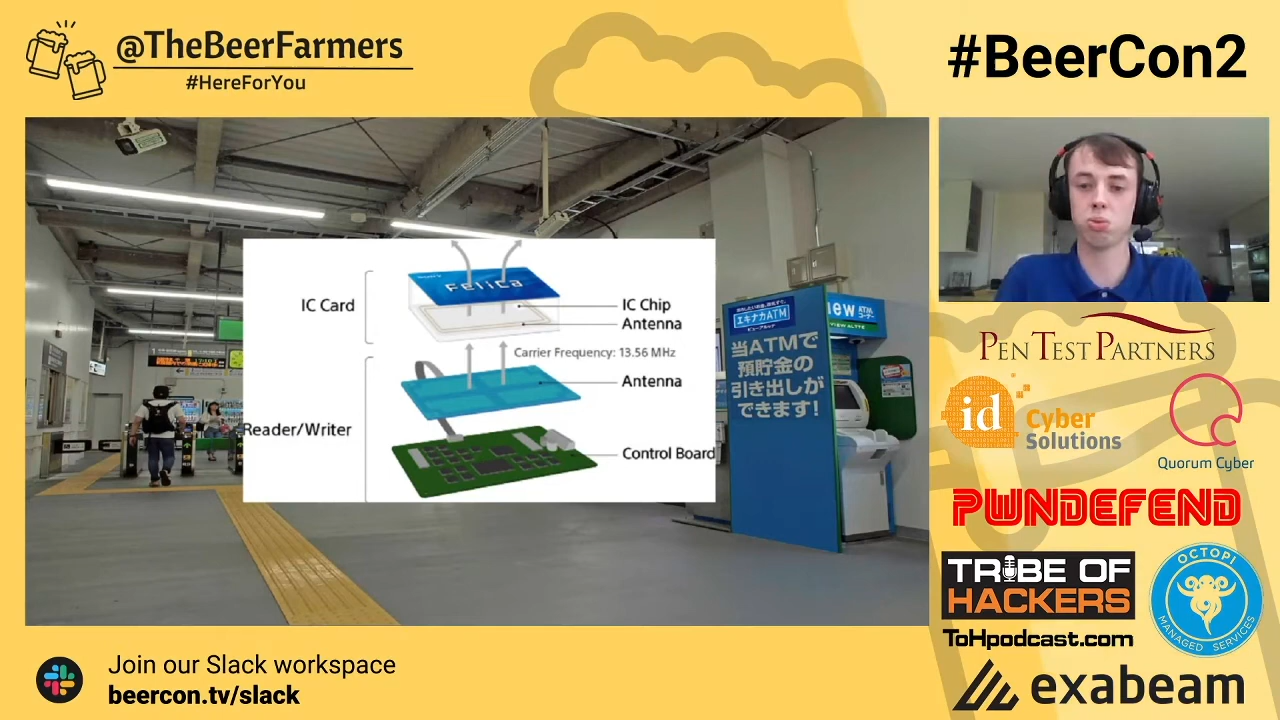 @TheBeerFarmers
#HereForYou
#BeerCon2
FeliCa
IC Card
IC Chip
Antenna
Carrier Frequency: 13.56 MHz
Antenna
Reader/Writer
Control Board
エキナカATM
VIEW ALTTE
当ATMで
預貯金の
引き出しが
できます!
PEN TEST PARTNERS
id Cyber
Solutions
Quorum Cyber
PWNDEFEND
TRIBE OF
HACKERS
ToHpodcast.com
OCTOPI
MANAGED SERVICES
exabeam
Join our Slack workspace
beercon.tv/slack